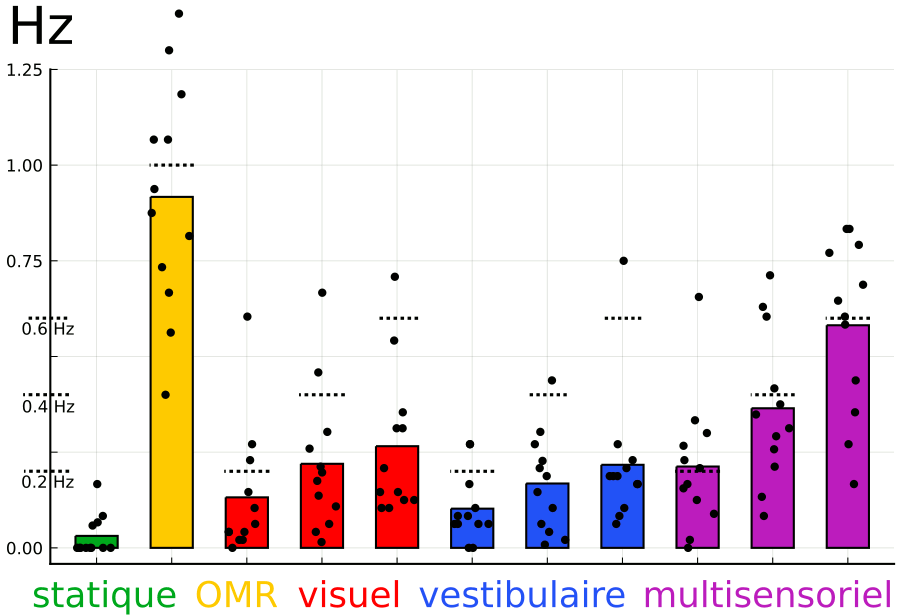 Hz
1.25
1.00
0.75
0.6 Hz
0.4 Hz
0.2 Hz
0.00
statique OMR visuel vestibulaire multisensoriel